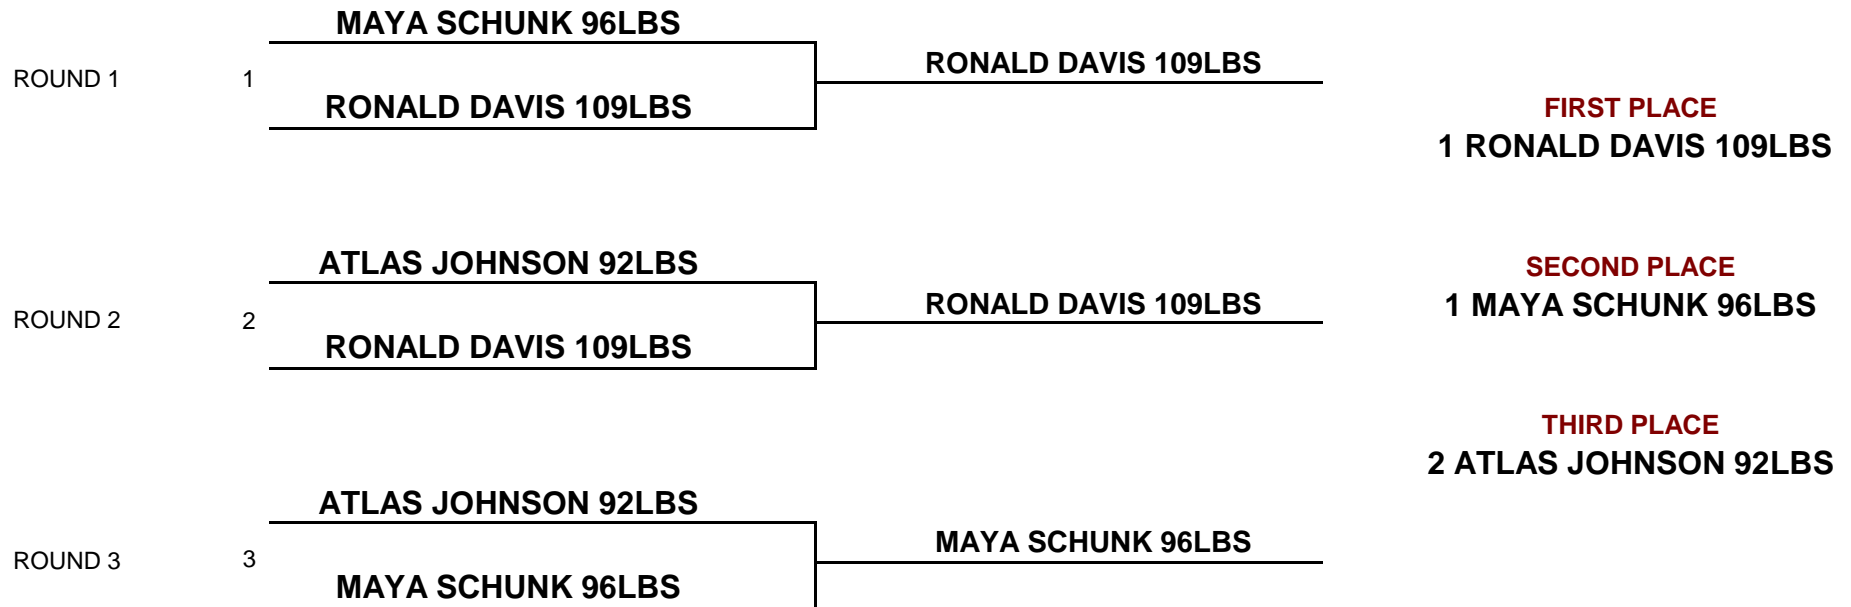 MAYA SCHUNK 96LBS
ROUND 1
1
RONALD DAVIS 109LBS
RONALD DAVIS 109LBS
FIRST PLACE
1 RONALD DAVIS 109LBS
ATLAS JOHNSON 92LBS
ROUND 2
2
RONALD DAVIS 109LBS
RONALD DAVIS 109LBS
SECOND PLACE
1 MAYA SCHUNK 96LBS
THIRD PLACE
2 ATLAS JOHNSON 92LBS
ATLAS JOHNSON 92LBS
ROUND 3
3
MAYA SCHUNK 96LBS
MAYA SCHUNK 96LBS